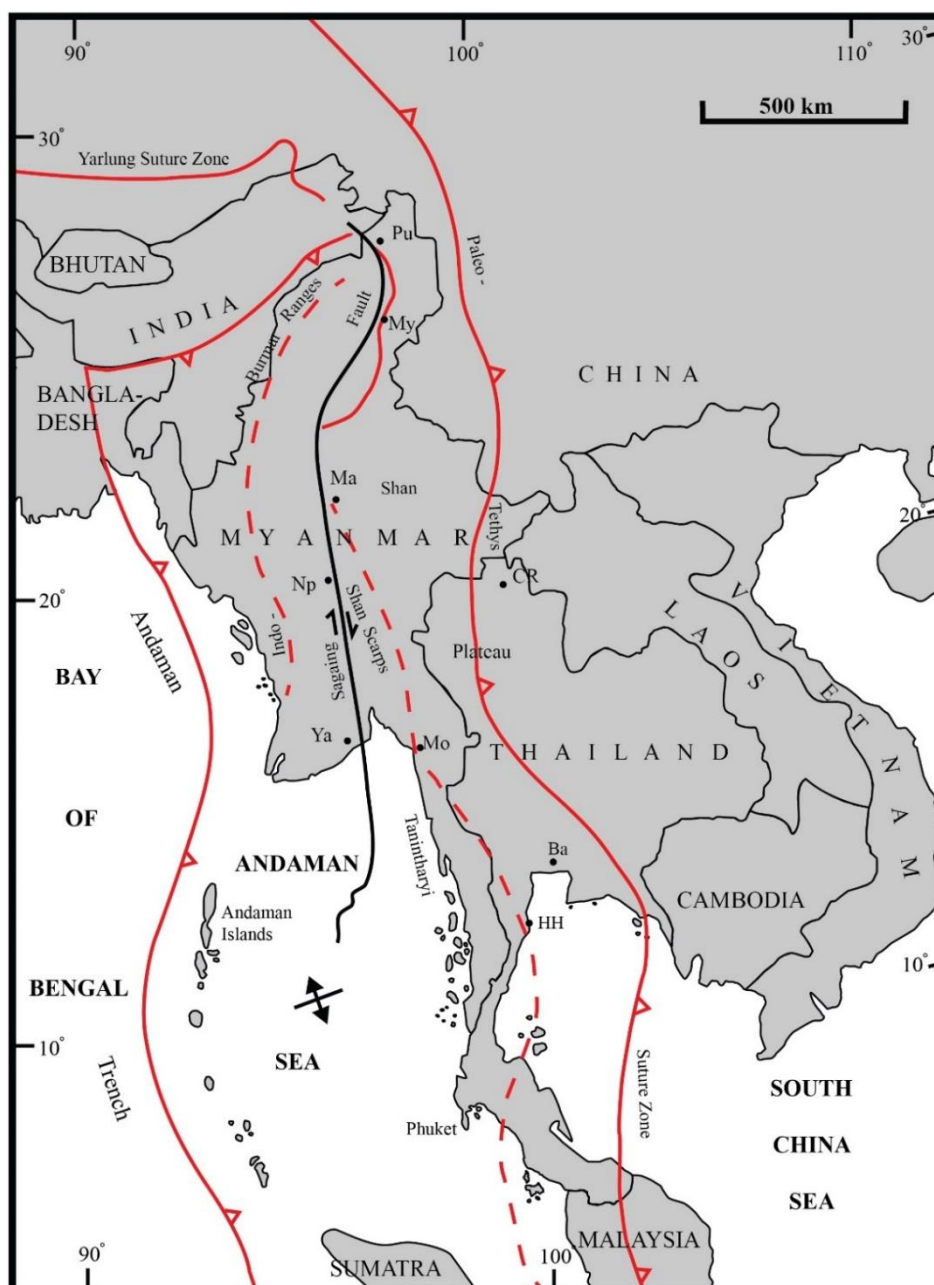 90°
100°
110°
30°
500 km
30°
Yarlung Suture Zone
Pu
Paleo -
BHUTAN
INDIA
Ranges
Fault
Burman
My
CHINA
BANGLA-
DESH
Ma
Shan
Tethys
20°
MYANMAR
CR
VIETNAM
Np
Shan Scarps
20°
LAOS
Andaman
Indo -
Sagaing
Plateau
BAY
Ya
Mo
THAILAND
OF
Tanintharyi
Ba
ANDAMAN
CAMBODIA
Andaman
Islands
HH
10°
BENGAL
10°
SEA
Suture Zone
Trench
SOUTH
Phuket
CHINA
SEA
90°
100°
MALAYSIA
SUMATRA